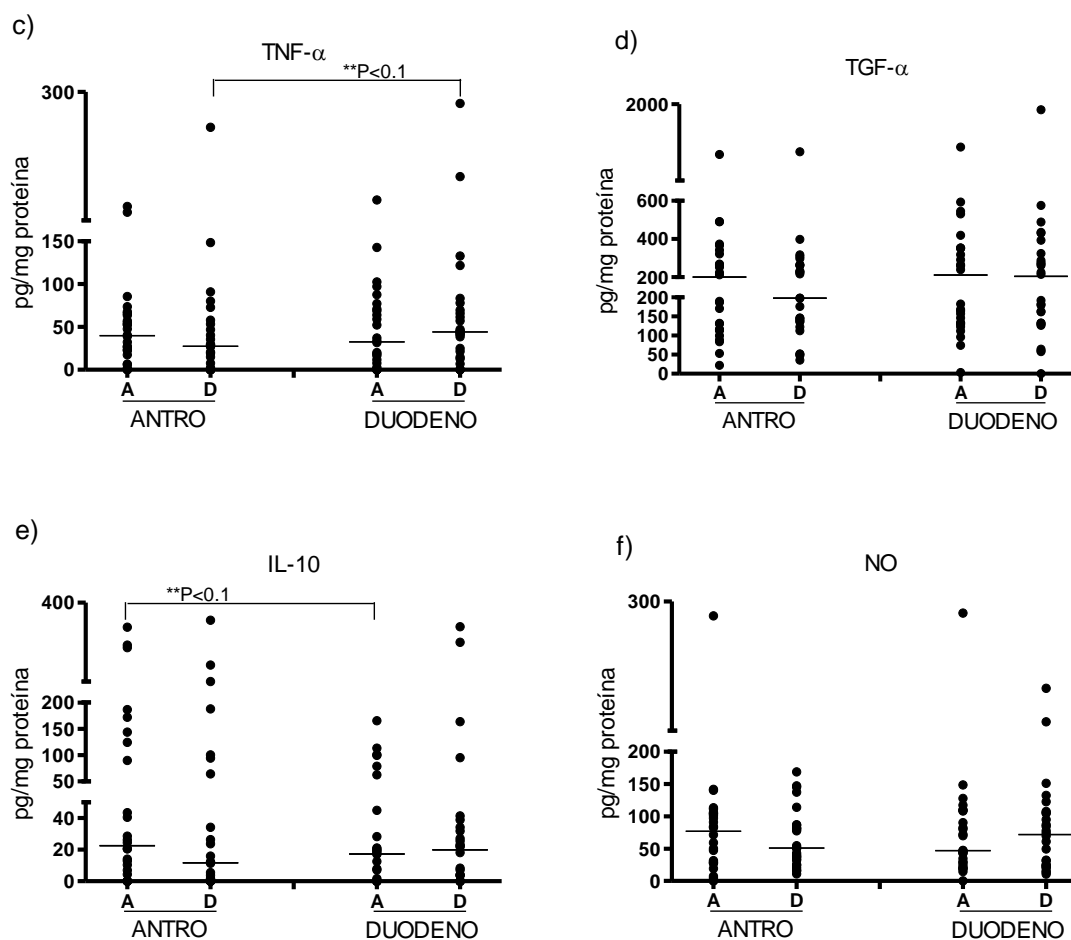 c)
TNF-α
**P<0.1
300
150
100
50
0
pg/mg proteína
A D A D
ANTRO DUODENO
d)
TGF-α
2000
600
400
200
200
150
100
50
0
pg/mg proteína
A D A D
ANTRO DUODENO
e)
IL-10
**P<0.1
400
200
150
100
50
40
20
0
pg/mg proteína
A D A D
ANTRO DUODENO
f)
NO
300
200
150
100
50
0
pg/mg proteína
A D A D
ANTRO DUODENO